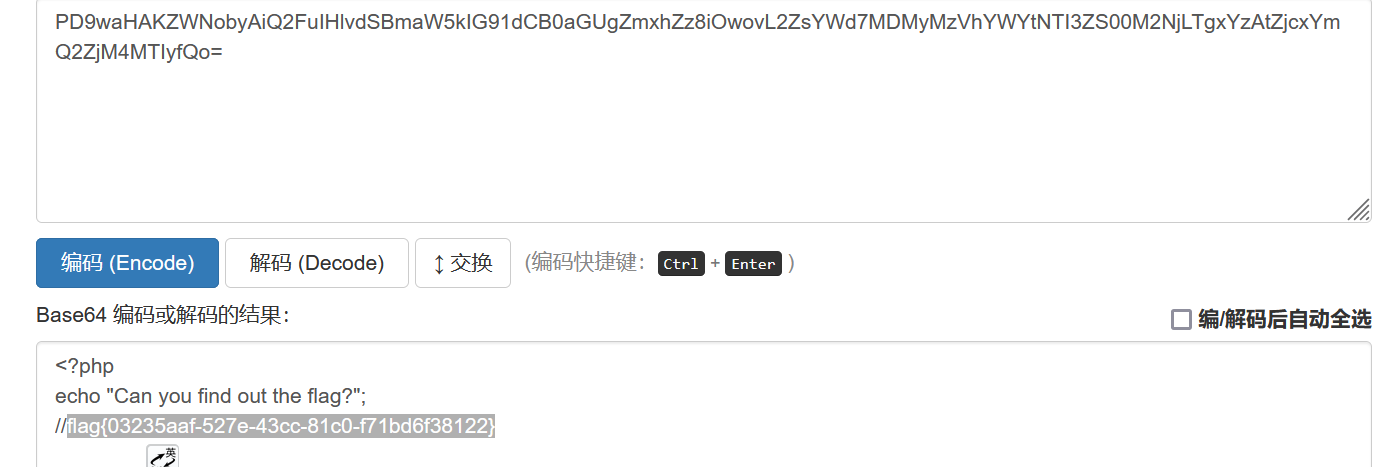 PD9waHAKZWNobyAiQ2FuIHlvdSBmaW5kIG91dCB0aGUgZmxhZz8iOwovL2ZsYWd7MDMyMzVhYWYtNTI3ZS00M2NjLTgxYzAtZjcxYm
Q2ZjM4MTIyfQo=
编码 (Encode) 解码 (Decode) ↕ 交换 (编码快捷键： Ctrl + Enter )
Base64 编码或解码的结果： 编/解码后自动全选
<?php
echo "Can you find out the flag?";
//flag{03235aaf-527e-43cc-81c0-f71bd6f38122}
英